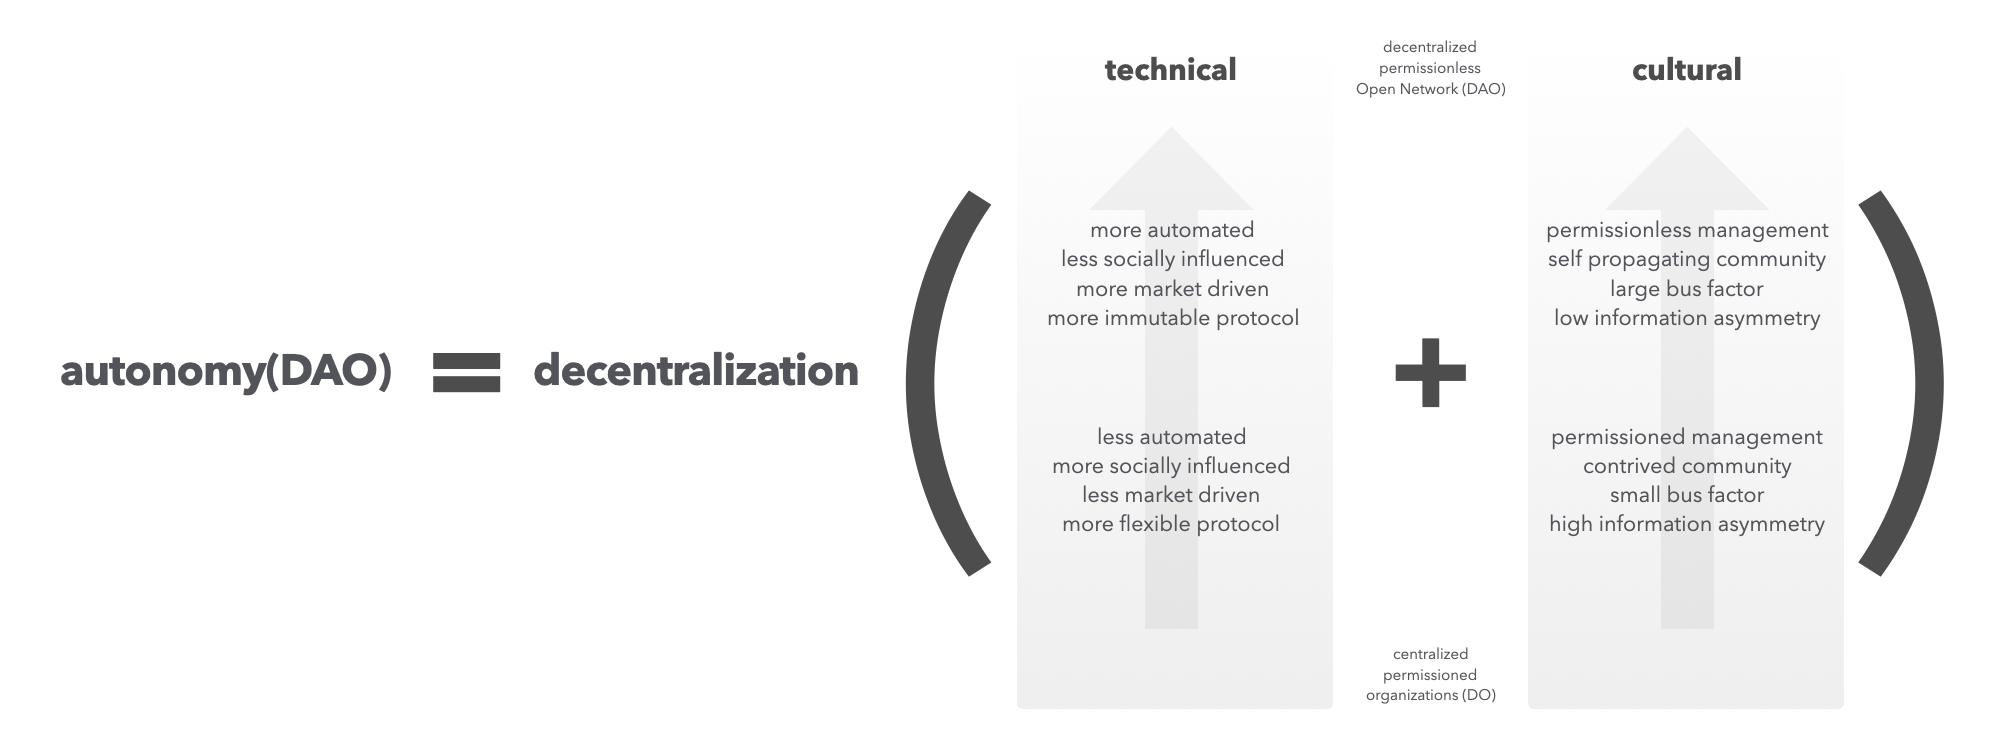 autonomy(DAO) = decentralization
(
technical
more automated
less socially influenced
more market driven
more immutable protocol
less automated
more socially influenced
less market driven
more flexible protocol
decentralized
permissionless
Open Network (DAO)
+
centralized
permissioned
organizations (DO)
cultural
permissionless management
self propagating community
large bus factor
low information asymmetry
permissioned management
contrived community
small bus factor
high information asymmetry
)